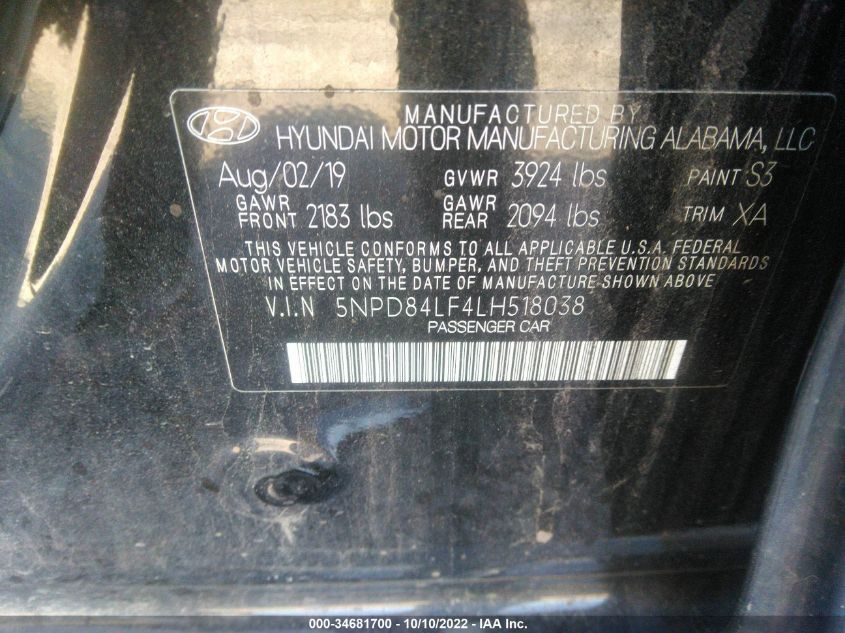 MANUFACTURED BY
HYUNDAI MOTOR MANUFACTURING ALABAMA, LLC
Aug/02/19 GVWR 3924 lbs PAINT S3
GAWR FRONT 2183 lbs GAWR REAR 2094 lbs TRIM XA
THIS VEHICLE CONFORMS TO ALL APPLICABLE U.S.A. FEDERAL
MOTOR VEHICLE SAFETY, BUMPER, AND THEFT PREVENTION STANDARDS
IN EFFECT ON THE DATE OF MANUFACTURE SHOWN ABOVE
V.I.N 5NPD84LF4LH518038
PASSENGER CAR
000-34681700 - 10/10/2022 - IAA Inc.